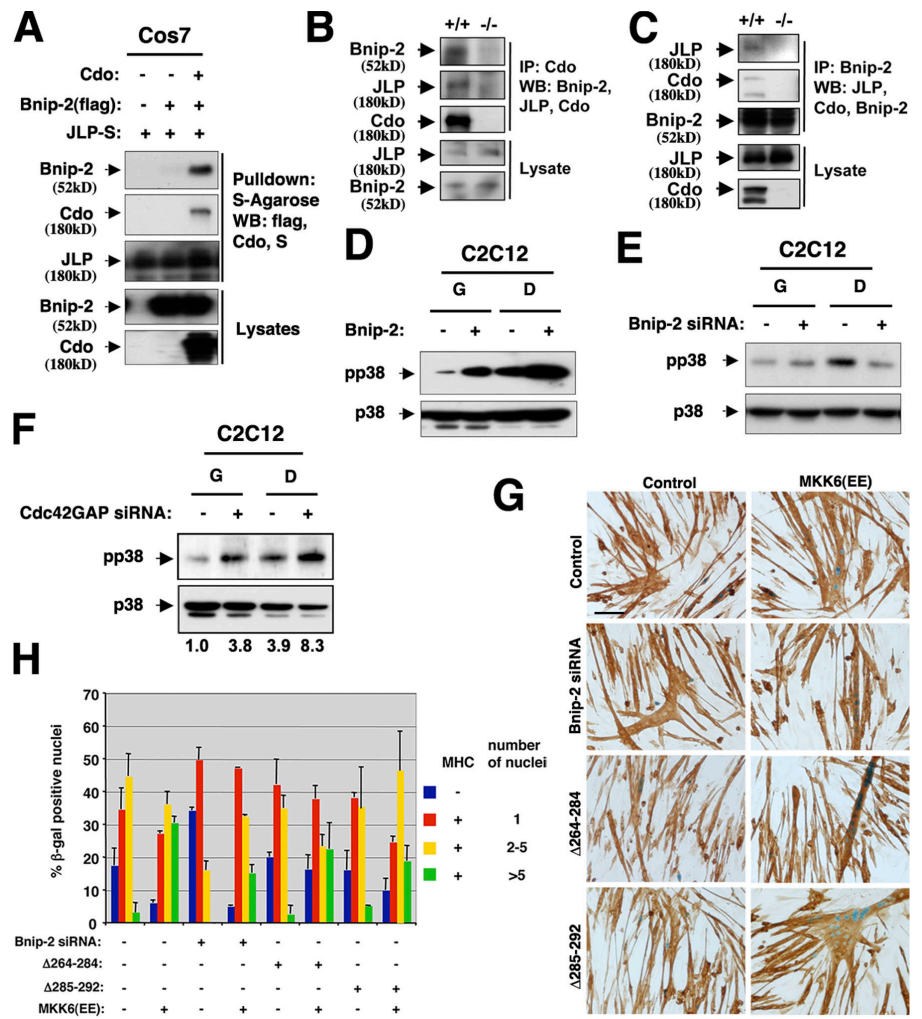 A
Cos7
Cdo: - - +
Bnip-2(flag): - + +
JLP-S: + + +
Bnip-2
(52kD)
Cdo
(180kD)
JLP
(180kD)
Pulldown:
S-Agarose
WB: flag,
Cdo, S
Bnip-2
(52kD)
Cdo
(180kD)
Lysates
B
+/+ -/-
Bnip-2
(52kD)
JLP
(180kD)
Cdo
(180kD)
IP: Cdo
WB: Bnip-2,
JLP, Cdo
JLP
(180kD)
Bnip-2
(52kD)
Lysate
C
+/+ -/-
JLP
(180kD)
Cdo
(180kD)
Bnip-2
(52kD)
IP: Bnip-2
WB: JLP,
Cdo, Bnip-2
JLP
(180kD)
Cdo
(180kD)
Lysate
D
C2C12
G D
Bnip-2: - + - +
pp38
p38
E
C2C12
G D
Bnip-2 siRNA: - + - +
pp38
p38
F
C2C12
G D
Cdc42GAP siRNA: - + - +
pp38
p38
1.0 3.8 3.9 8.3
G
Control MKK6(EE)
Control
Bnip-2 siRNA
Δ264-284
Δ285-292
H
% β-gal positive nuclei
70
60
50
40
30
20
10
0
MHC number of nuclei
-
+ 1
+ 2-5
+ >5
Bnip-2 siRNA: - - + + - - - -
Δ264-284: - - - - + + - -
Δ285-292: - - - - - - + +
MKK6(EE): - + - + - + - +